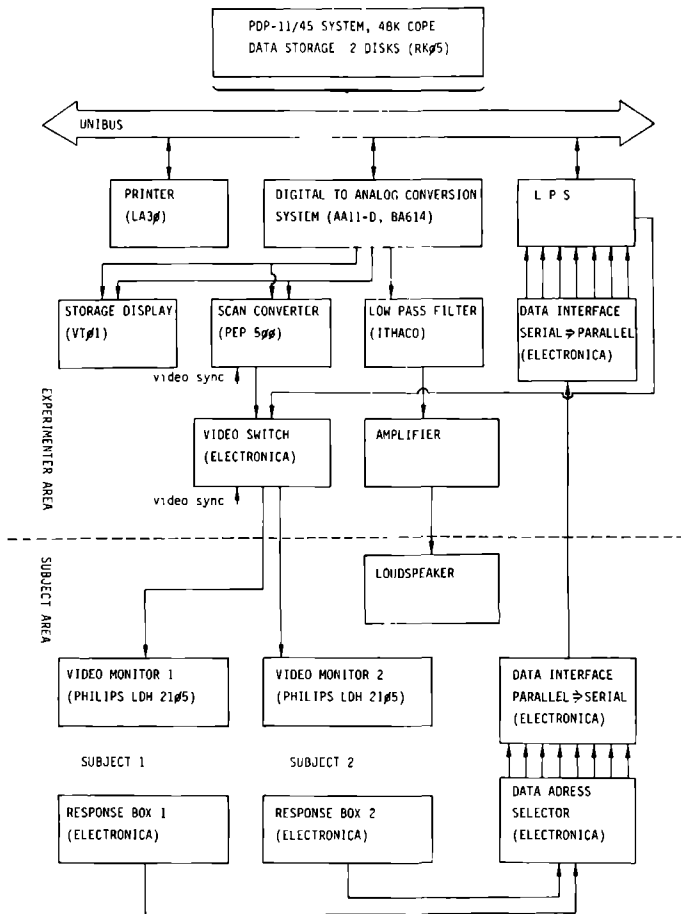 PDP-11/45 SYSTEM, 48K COPE
DATA STORAGE 2 DISKS (RKø5)
UNIBUS
PRINTER
(LA3ø)
DIGITAL TO ANALOG CONVERSION
SYSTEM (AA11-D, BA614)
L P S
STORAGE DISPLAY
(VTø1)
SCAN CONVERTER
(PEP 5øø)
LOW PASS FILTER
(ITHACO)
DATA INTERFACE
SERIAL ⇒ PARALLEL
(ELECTRONICA)
video sync
VIDEO SWITCH
(ELECTRONICA)
AMPLIFIER
video sync
EXPERIMENTER AREA
SUBJECT AREA
LOUDSPEAKER
VIDEO MONITOR 1
(PHILIPS LDH 21ø5)
VIDEO MONITOR 2
(PHILIPS LDH 21ø5)
DATA INTERFACE
PARALLEL ⇒ SERIAL
(ELECTRONICA)
SUBJECT 1
SUBJECT 2
RESPONSE BOX 1
(ELECTRONICA)
RESPONSE BOX 2
(ELECTRONICA)
DATA ADRESS
SELECTOR
(ELECTRONICA)